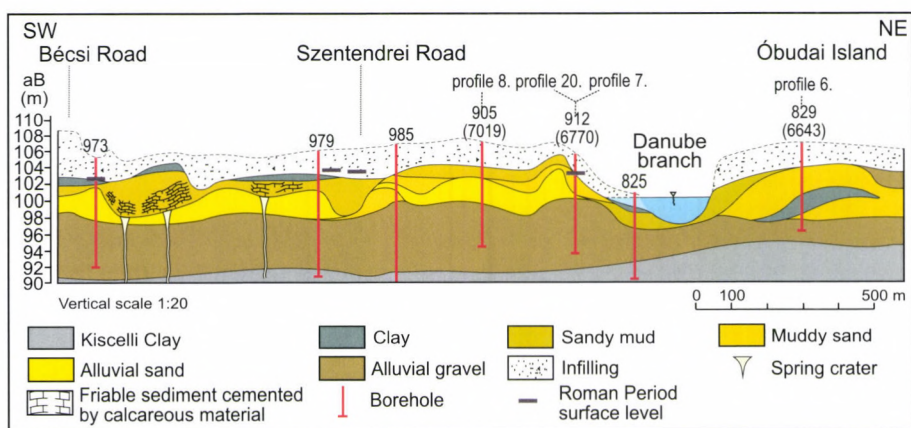 SW
NE
Bécsi Road
Szentendrei Road
Óbudai Island
aB
(m)
profile 8.
profile 20.
profile 7.
profile 6.
973
979
985
905
(7019)
912
(6770)
825
829
(6643)
Danube
branch
110
108
106
104
102
100
98
96
94
92
90
Vertical scale 1:20
0 100 500 m
Kiscelli Clay
Clay
Sandy mud
Muddy sand
Alluvial sand
Alluvial gravel
Infilling
Spring crater
Friable sediment cemented
by calcareous material
Borehole
Roman Period
surface level